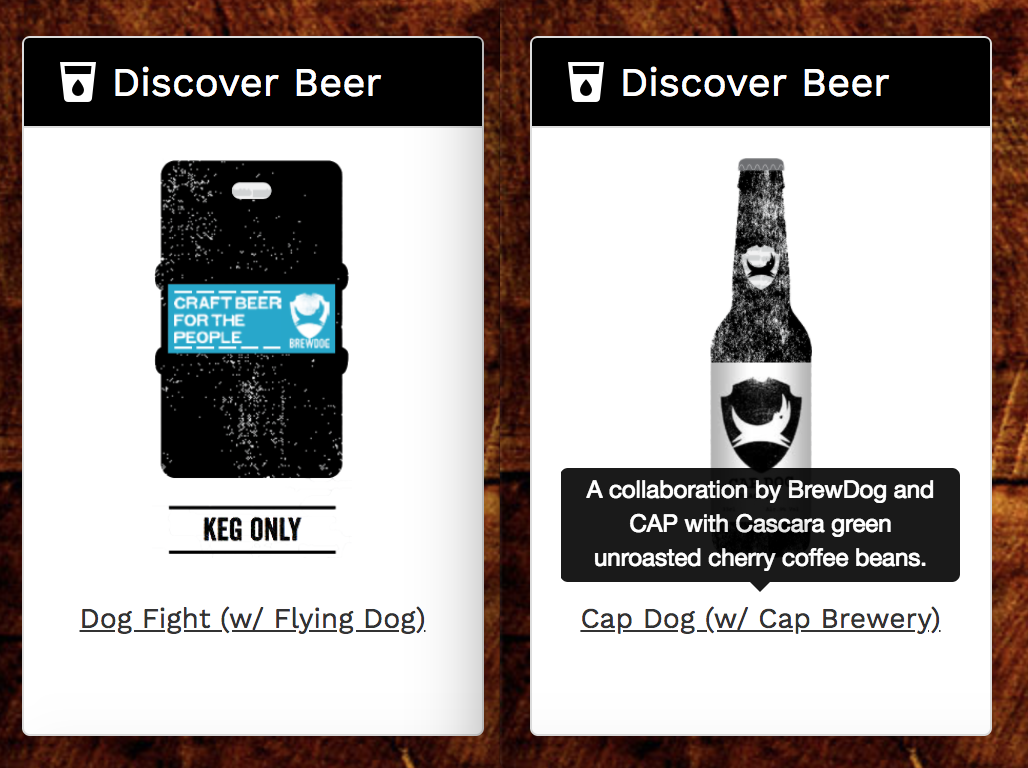 Discover Beer
CRAFT BEER
FOR THE
PEOPLE
BREWDOG
KEG ONLY
Dog Fight (w/ Flying Dog)
Discover Beer
A collaboration by BrewDog and
CAP with Cascara green
unroasted cherry coffee beans.
Cap Dog (w/ Cap Brewery)